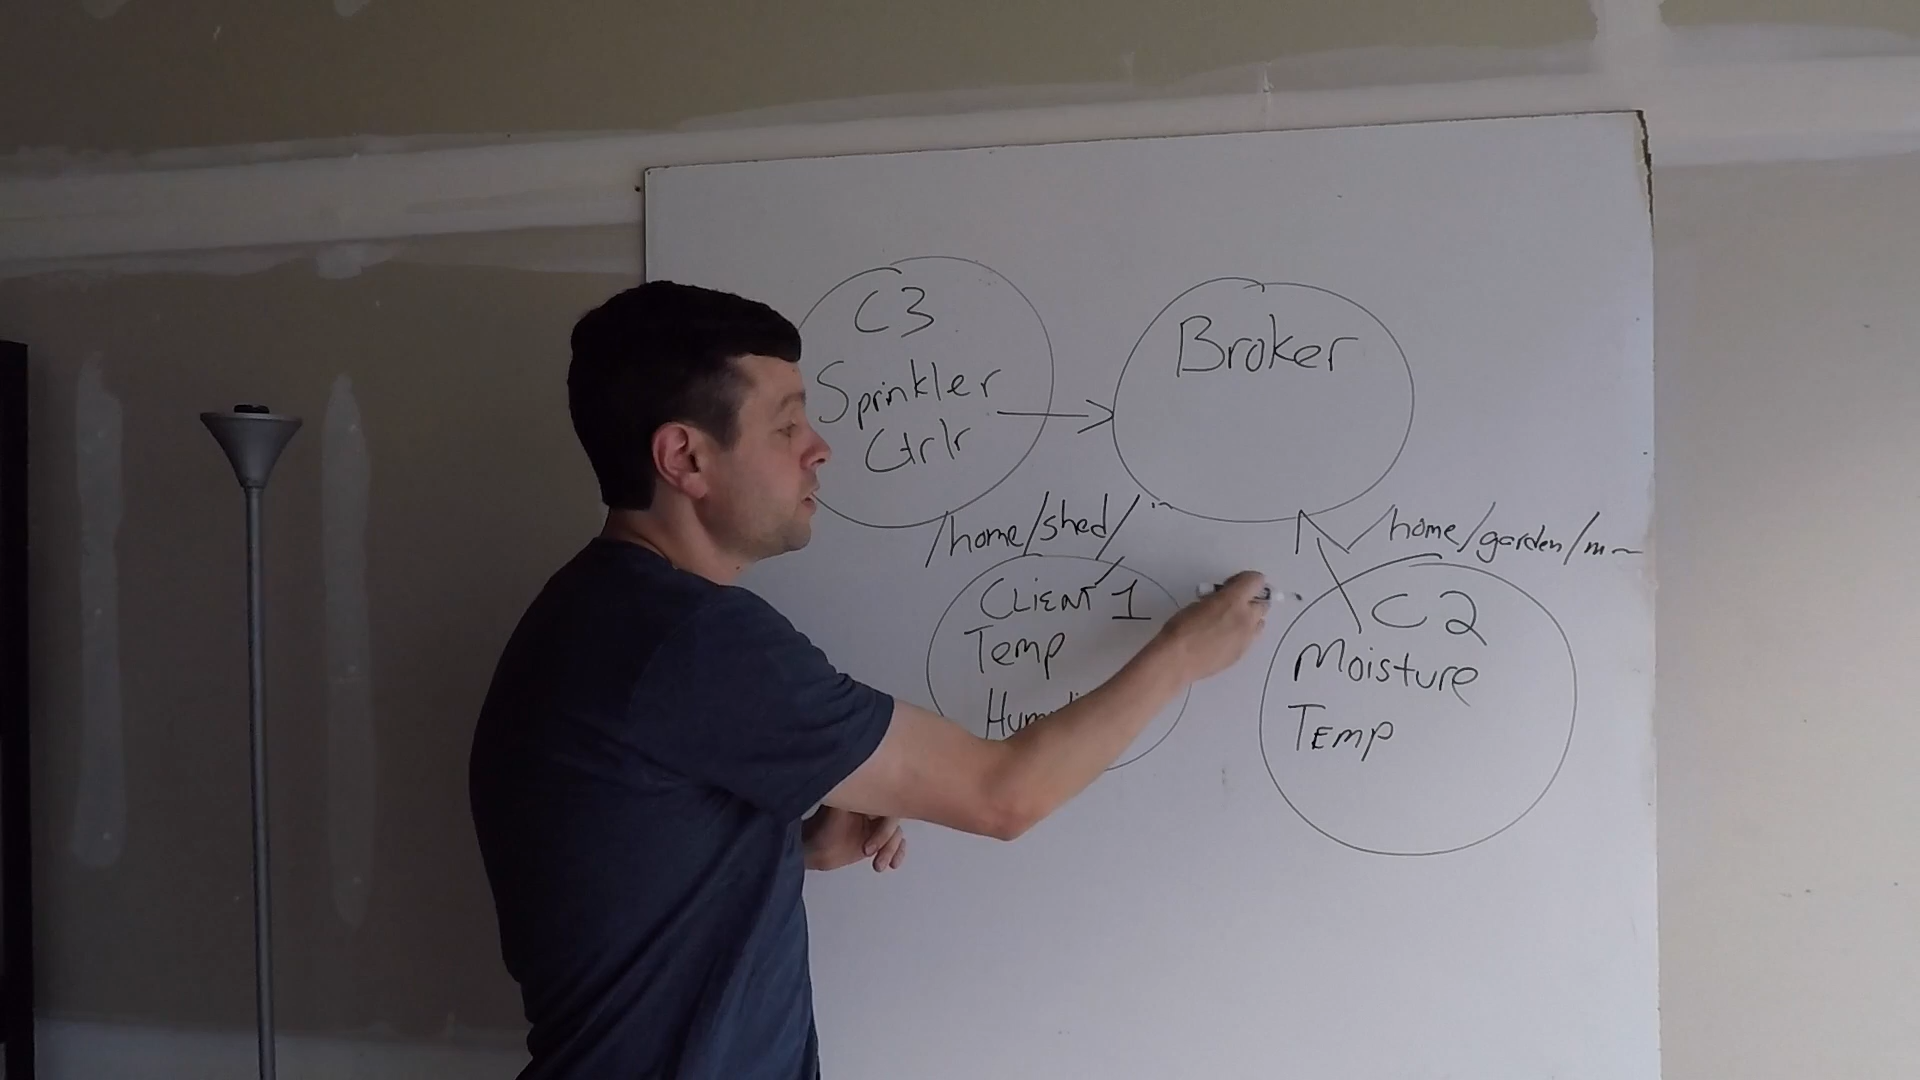 C3
Sprinkler
Ctrlr
Broker
/home/shed/
/home/garden/m~
CLIENT 1
Temp
C2
Moisture
TEmp